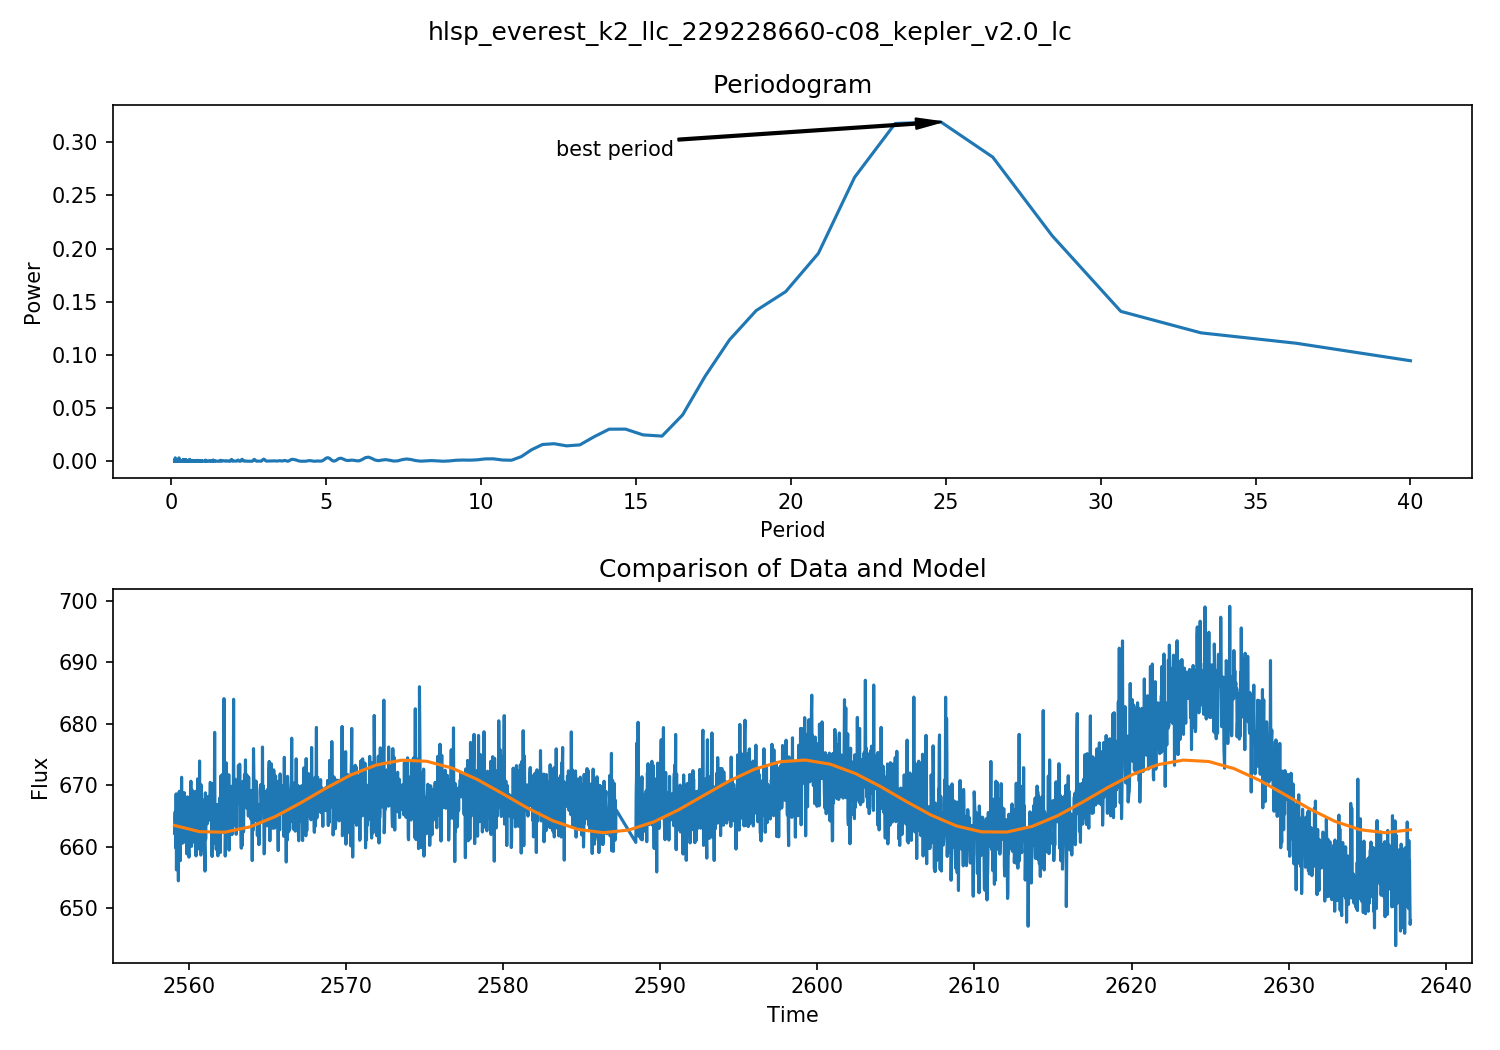 hlsp_everest_k2_llc_229228660-c08_kepler_v2.0_lc
Periodogram
0.30
0.25
0.20
0.15
0.10
0.05
0.00
Power
best period
0 5 10 15 20 25 30 35 40
Period
Comparison of Data and Model
700
690
680
670
660
650
Flux
2560 2570 2580 2590 2600 2610 2620 2630 2640
Time